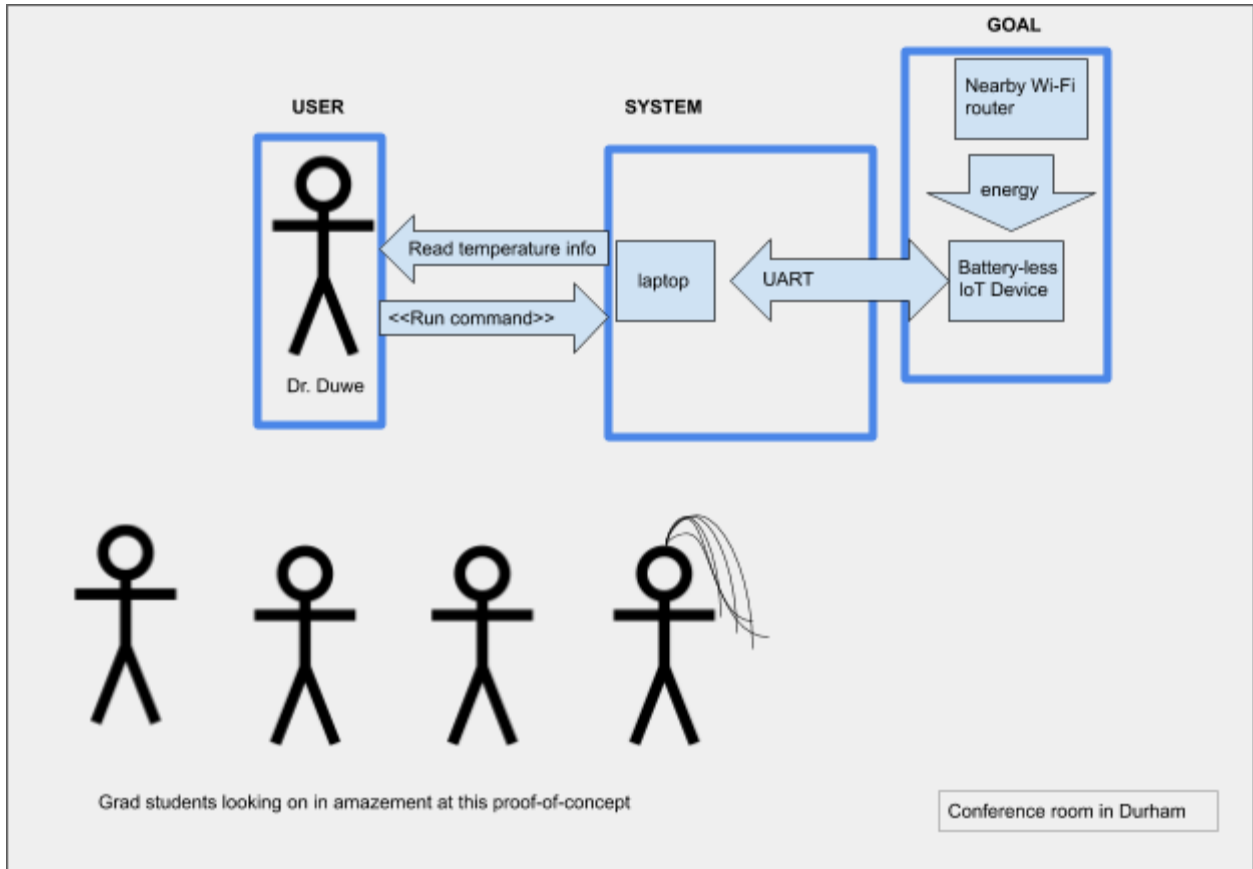 GOAL
Nearby Wi-Fi
router
USER
SYSTEM
energy
Read temperature info
laptop
UART
Battery-less
IoT Device
<<Run command>>
Dr. Duwe
Grad students looking on in amazement at this proof-of-concept
Conference room in Durham